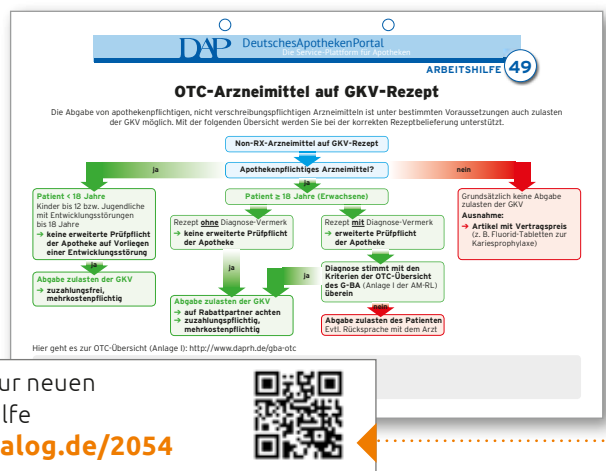 DAP DeutschesApothekenPortal
Die Service-Plattform für Apotheken
ARBEITSHILFE 49
OTC-Arzneimittel auf GKV-Rezept
Die Abgabe von apothekenpflichtigen, nicht verschreibungspflichtigen Arzneimitteln ist unter bestimmten Voraussetzungen auch zulasten
der GKV möglich. Mit der folgenden Übersicht werden Sie bei der korrekten Rezeptbelieferung unterstützt.
Non-RX-Arzneimittel auf GKV-Rezept
ja
Apothekenpflichtiges Arzneimittel?
nein
ja
Patient < 18 Jahre
Kinder bis 12 bzw. Jugendliche
mit Entwicklungsstörungen
bis 18 Jahre
➔ keine erweiterte Prüfpflicht
der Apotheke auf Vorliegen
einer Entwicklungsstörung
ja
Abgabe zulasten der GKV
➔ zuzahlungsfrei,
mehrkostenpflichtig
Patient ≥ 18 Jahre (Erwachsene)
Rezept ohne Diagnose-Vermerk
➔ keine erweiterte Prüfpflicht
der Apotheke
ja
Abgabe zulasten der GKV
➔ auf Rabattpartner achten
➔ zuzahlungspflichtig,
mehrkostenpflichtig
Rezept mit Diagnose-Vermerk
➔ erweiterte Prüfpflicht
der Apotheke
ja
Diagnose stimmt mit den
Kriterien der OTC-Übersicht
des G-BA (Anlage I der AM-RL)
überein
nein
Abgabe zulasten des Patienten
Evtl. Rücksprache mit dem Arzt
Grundsätzlich keine Abgabe
zulasten der GKV
Ausnahme:
➔ Artikel mit Vertragspreis
(z. B. Fluorid-Tabletten zur
Kariesprophylaxe)
Hier geht es zur OTC-Übersicht (Anlage I): http://www.daprh.de/gba-otc
ur neuen
lfe
alog.de/2054